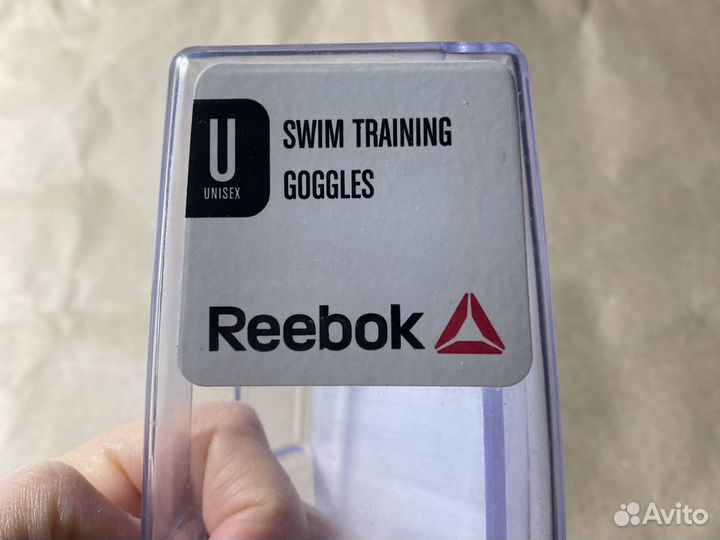 U
UNISEX
SWIM TRAINING
GOGGLES
Reebok
Avito